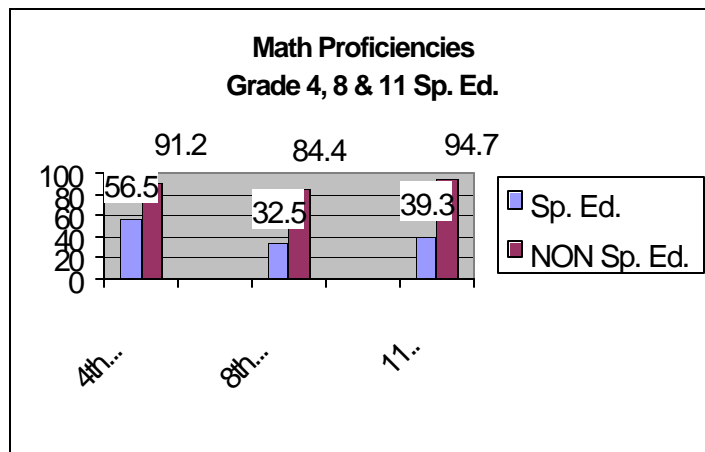 Math Proficiencies
Grade 4, 8 & 11 Sp. Ed.
91.2
84.4
94.7
100
80
60
40
20
0
56.5
32.5
39.3
Sp. Ed.
NON Sp. Ed.
4th...
8th...
11..